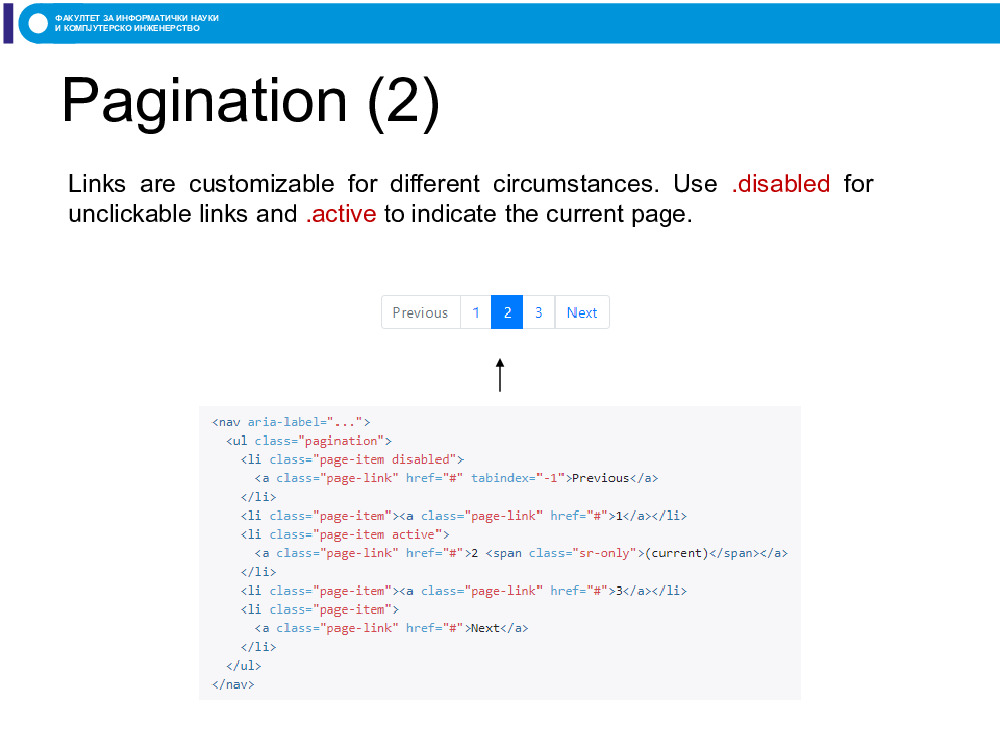 ФАКУЛТЕТ ЗА ИНФОРМАТИЧКИ НАУКИ
И КОМПЈУТЕРСКО ИНЖЕНЕРСТВО
Pagination (2)
Links are customizable for different circumstances. Use .disabled for
unclickable links and .active to indicate the current page.
Previous 1 2 3 Next
<nav aria-label="...">
  <ul class="pagination">
    <li class="page-item disabled">
      <a class="page-link" href="#" tabindex="-1">Previous</a>
    </li>
    <li class="page-item"><a class="page-link" href="#">1</a></li>
    <li class="page-item active">
      <a class="page-link" href="#">2 <span class="sr-only">(current)</span></a>
    </li>
    <li class="page-item"><a class="page-link" href="#">3</a></li>
    <li class="page-item">
      <a class="page-link" href="#">Next</a>
    </li>
  </ul>
</nav>